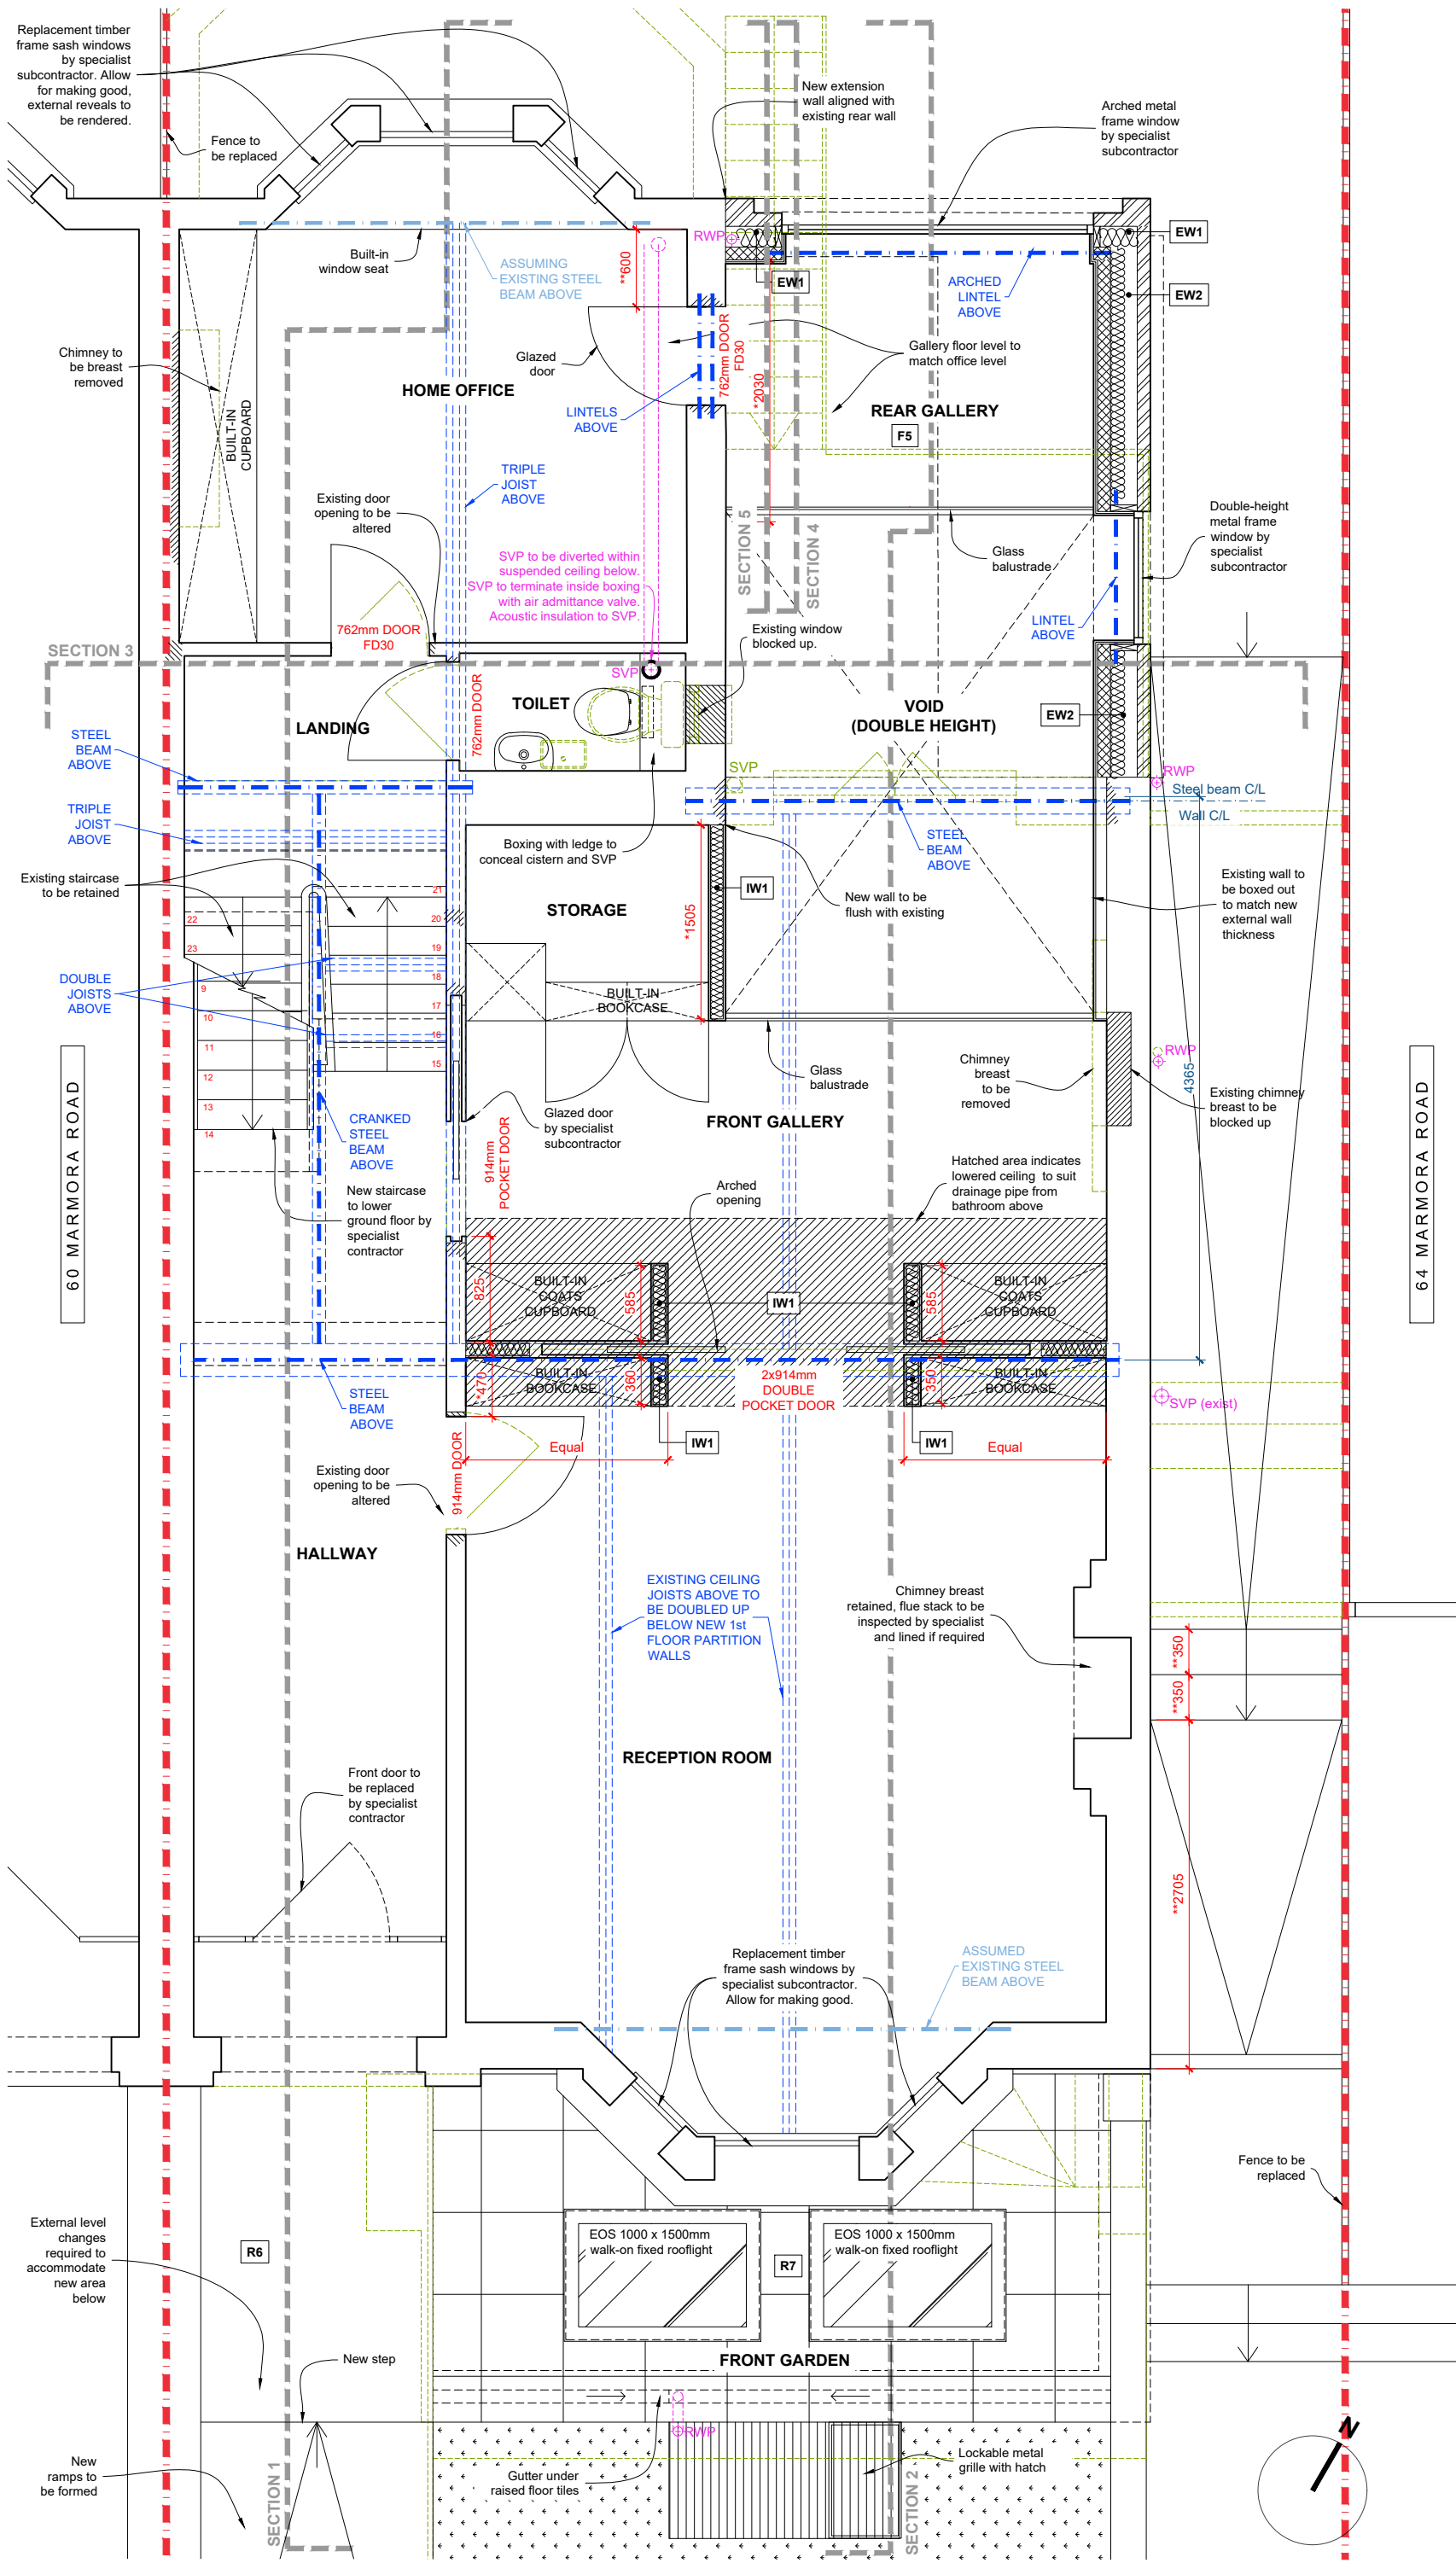 Replacement timber
frame sash windows
by specialist
subcontractor. Allow
for making good,
external reveals to
be rendered.
Fence to
be replaced
New extension
wall aligned with
existing rear wall
Arched metal
frame window
by specialist
subcontractor
Built-in
window seat
ASSUMING
EXISTING STEEL
BEAM ABOVE
**600
RWP
EW1
ARCHED
LINTEL
ABOVE
EW1
EW2
Chimney to
be breast
removed
BUILT-IN
CUPBOARD
HOME OFFICE
Glazed
door
LINTELS
ABOVE
762mm DOOR
FD30
*2030
Gallery floor level to
match office level
REAR GALLERY
F5
TRIPLE
JOIST
ABOVE
Existing door
opening to be
altered
SVP to be diverted within
suspended ceiling below.
SVP to terminate inside boxing
with air admittance valve.
Acoustic insulation to SVP.
SECTION 5
SECTION 4
Glass
balustrade
Double-height
metal frame
window by
specialist
subcontractor
762mm DOOR
FD30
Existing window
blocked up.
LINTEL
ABOVE
SECTION 3
SVP
TOILET
762mm DOOR
LANDING
VOID
(DOUBLE HEIGHT)
EW2
STEEL
BEAM
ABOVE
SVP
RWP
Steel beam C/L
Wall C/L
TRIPLE
JOIST
ABOVE
Boxing with ledge to
conceal cistern and SVP
STEEL
BEAM
ABOVE
Existing staircase
to be retained
IW1
STORAGE
*1505
New wall to be
flush with existing
Existing wall to
be boxed out
to match new
external wall
thickness
21
20
19
18
17
16
15
22
23
9
10
11
12
13
14
DOUBLE
JOISTS
ABOVE
BUILT-IN
BOOKCASE
60 MARMORA ROAD
64 MARMORA ROAD
RWP
4365
Glass
balustrade
Chimney
breast
to be
removed
Existing chimney
breast to be
blocked up
CRANKED
STEEL
BEAM
ABOVE
Glazed door
by specialist
subcontractor
FRONT GALLERY
914mm
POCKET DOOR
New staircase
to lower
ground floor by
specialist
contractor
Arched
opening
Hatched area indicates
lowered ceiling to suit
drainage pipe from
bathroom above
825
BUILT-IN
COATS
CUPBOARD
585
IW1
585
BUILT-IN
COATS
CUPBOARD
*470
BUILT-IN
BOOKCASE
360
2x914mm
DOUBLE
POCKET DOOR
350
BUILT-IN
BOOKCASE
STEEL
BEAM
ABOVE
SVP (exist)
Equal
IW1
IW1
Equal
914mm DOOR
Existing door
opening to be
altered
HALLWAY
EXISTING CEILING
JOISTS ABOVE TO
BE DOUBLED UP
BELOW NEW 1st
FLOOR PARTITION
WALLS
Chimney breast
retained, flue stack to be
inspected by specialist
and lined if required
**350
**350
RECEPTION ROOM
Front door to
be replaced
by specialist
contractor
**2705
Replacement timber
frame sash windows by
specialist subcontractor.
Allow for making good.
ASSUMED
EXISTING STEEL
BEAM ABOVE
Fence to be
replaced
External level
changes
required to
accommodate
new area
below
R6
EOS 1000 x 1500mm
walk-on fixed rooflight
R7
EOS 1000 x 1500mm
walk-on fixed rooflight
New step
FRONT GARDEN
RWP
New
ramps to
be formed
SECTION 1
Gutter under
raised floor tiles
SECTION 2
Lockable metal
grille with hatch
N